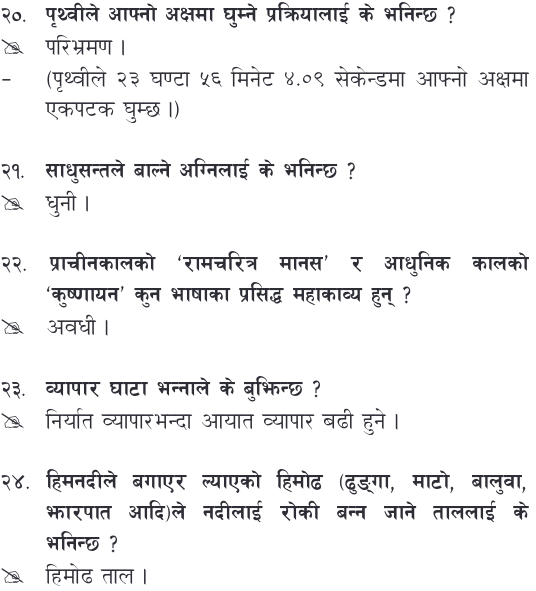 २०. पृथ्वीले आफ्नो अक्षमा घुम्ने प्रक्रियालाई के भनिन्छ ?
परिभ्रमण ।
– (पृथ्वीले २३ घण्टा ५६ मिनेट ४.०९ सेकेन्डमा आफ्नो अक्षमा
एकपटक घुम्छ ।)
२१. साधुसन्तले बाल्ने अग्निलाई के भनिन्छ ?
धुनी ।
२२. प्राचीनकालको ‘रामचरित्र मानस’ र आधुनिक कालको
‘कुष्णायन’ कुन भाषाका प्रसिद्ध महाकाव्य हुन् ?
अवधी ।
२३. व्यापार घाटा भन्नाले के बुझिन्छ ?
निर्यात व्यापारभन्दा आयात व्यापार बढी हुने ।
२४. हिमनदीले बगाएर ल्याएको हिमोढ (ढुङ्गा, माटो, बालुवा,
झारपात आदि)ले नदीलाई रोकी बन्न जानेताललाई के
भनिन्छ ?
हिमोढ ताल ।